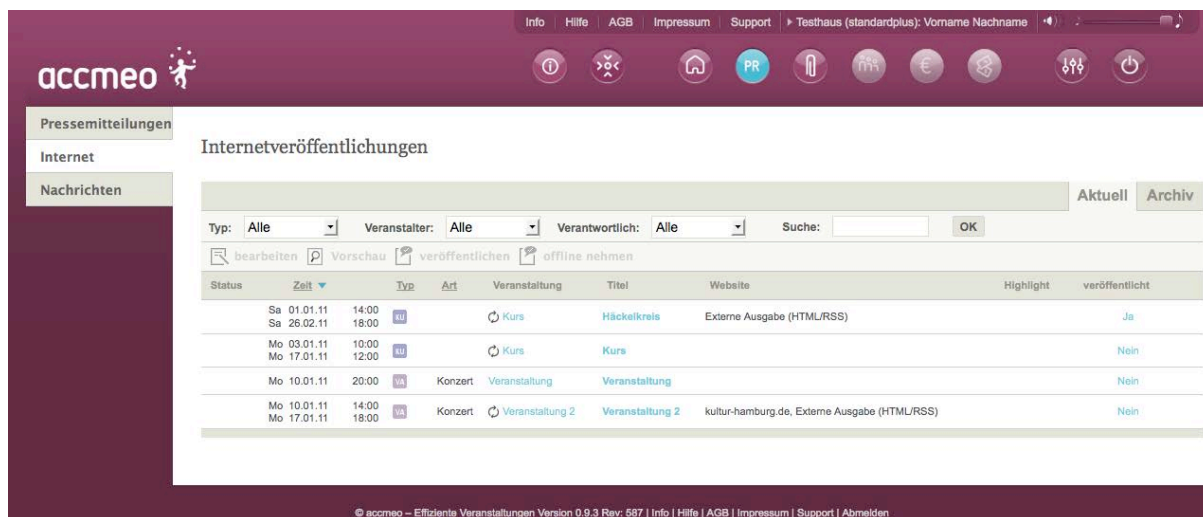 Info | Hilfe | AGB | Impressum | Support | Testhaus (standardplus): Vorname Nachname
accmeo
PR €
Pressemitteilungen
Internet
Nachrichten
Internetveröffentlichungen
Aktuell Archiv
Typ: Alle Veranstalter: Alle Verantwortlich: Alle Suche: OK
bearbeiten Vorschau veröffentlichen offline nehmen
Status Zeit Typ Art Veranstaltung Titel Website Highlight veröffentlicht
Sa 01.01.11 14:00 KU Kurs Häckelkreis Externe Ausgabe (HTML/RSS) Ja
Sa 26.02.11 18:00
Mo 03.01.11 10:00 KU Kurs Kurs Nein
Mo 17.01.11 12:00
Mo 10.01.11 20:00 VA Konzert Veranstaltung Veranstaltung Nein
Mo 10.01.11 14:00 VA Konzert Veranstaltung 2 Veranstaltung 2 kultur-hamburg.de, Externe Ausgabe (HTML/RSS) Nein
Mo 17.01.11 18:00
© accmeo – Effiziente Veranstaltungen Version 0.9.3 Rev: 587 | Info | Hilfe | AGB | Impressum | Support | Abmelden